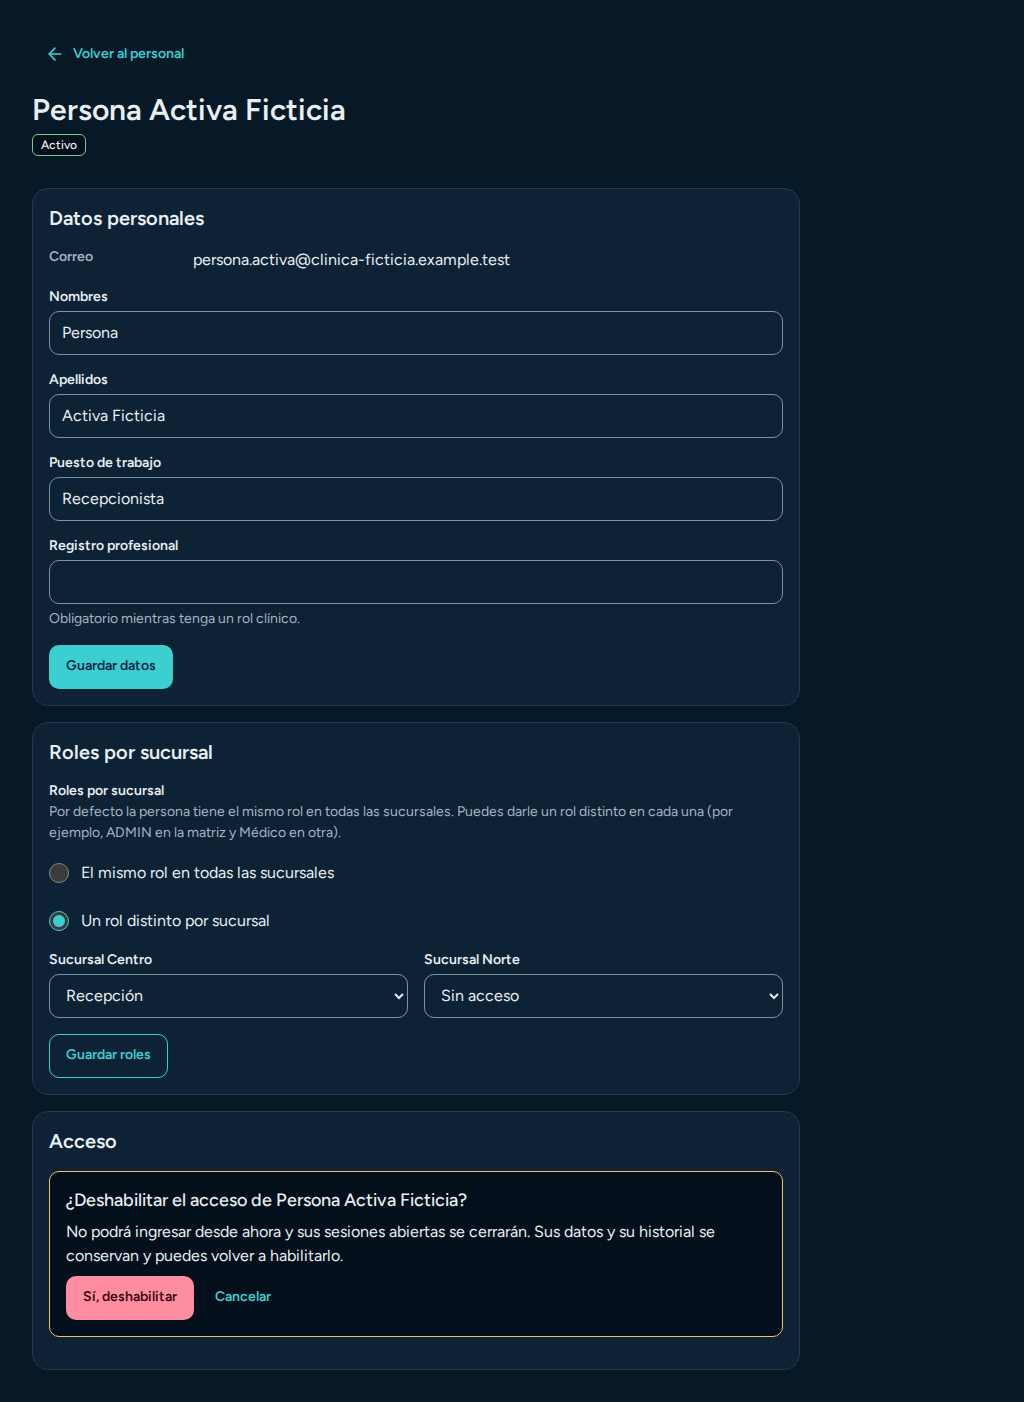 Volver al personal
Persona Activa Ficticia
Activo
Datos personales
Correo persona.activa@clinica-ficticia.example.test
Nombres
Persona
Apellidos
Activa Ficticia
Puesto de trabajo
Recepcionista
Registro profesional
Obligatorio mientras tenga un rol clínico.
Guardar datos
Roles por sucursal
Roles por sucursal
Por defecto la persona tiene el mismo rol en todas las sucursales. Puedes darle un rol distinto en cada una (por
ejemplo, ADMIN en la matriz y Médico en otra).
El mismo rol en todas las sucursales
Un rol distinto por sucursal
Sucursal Centro Sucursal Norte
Recepción Sin acceso
Guardar roles
Acceso
¿Deshabilitar el acceso de Persona Activa Ficticia?
No podrá ingresar desde ahora y sus sesiones abiertas se cerrarán. Sus datos y su historial se
conservan y puedes volver a habilitarlo.
Sí, deshabilitar Cancelar